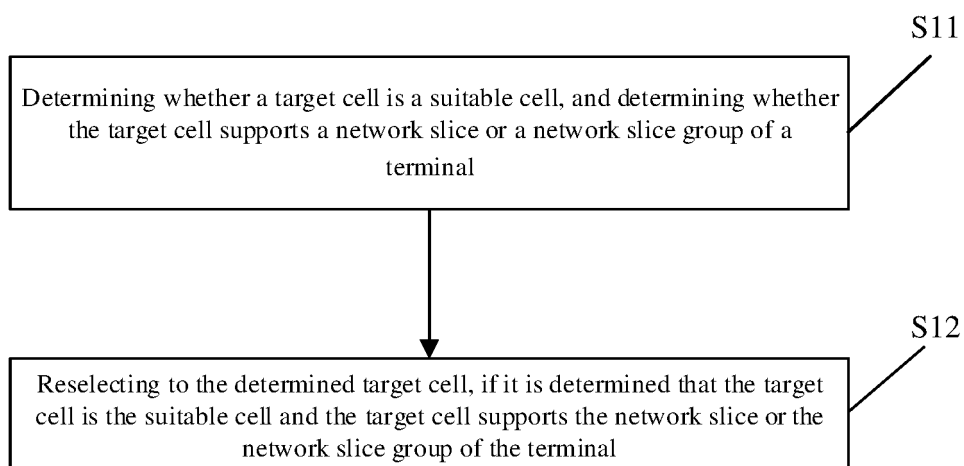 S11
Determining whether a target cell is a suitable cell, and determining whether
the target cell supports a network slice or a network slice group of a
terminal
S12
Reselecting to the determined target cell, if it is determined that the target
cell is the suitable cell and the target cell supports the network slice or the
network slice group of the terminal